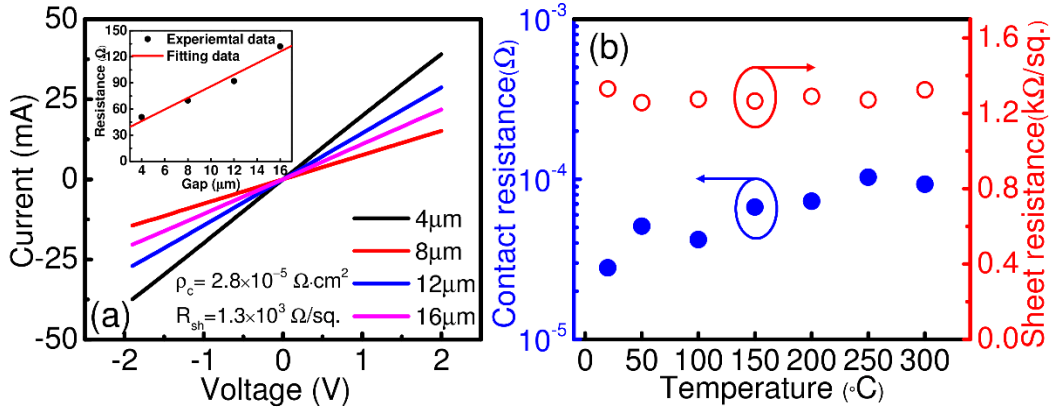 50
25
0
-25
-50
Current (mA)
-2 -1 0 1 2
Voltage (V)
(a)
150
120
90
60
30
0
Resistance (Ω)
4 6 8 10 12 14 16
Gap (μm)
Experiemtal data
Fitting data
4μm
8μm
12μm
16μm
ρc= 2.8×10⁻⁵ Ω·cm²
Rsh=1.3×10³ Ω/sq.
(b)
10⁻³
10⁻⁴
10⁻⁵
Contact resistance(Ω)
0 50 100 150 200 250 300
Temperature (◦C)
1.6
1.2
0.8
0.4
0.0
Sheet resistance(kΩ/sq.)